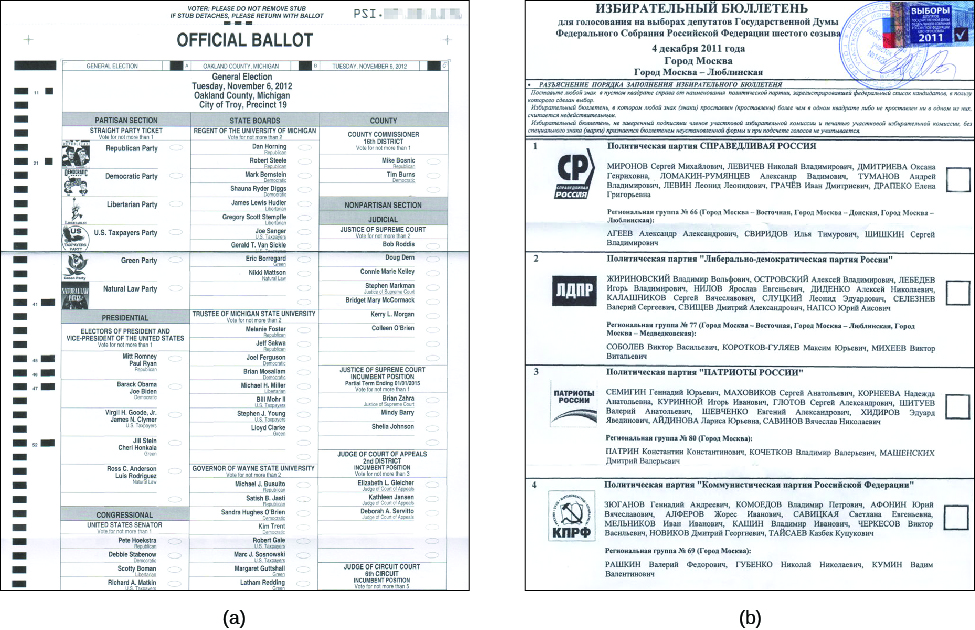 VOTER: PLEASE DO NOT REMOVE STUB
IF STUB DETACHES, PLEASE RETURN WITH BALLOT
PSI.
OFFICIAL BALLOT
GENERAL ELECTION
A
OAKLAND COUNTY, MICHIGAN
B
TUESDAY, NOVEMBER 6, 2012
C
General Election
Tuesday, November 6, 2012
Oakland County, Michigan
City of Troy, Precinct 19
PARTISAN SECTION
STRAIGHT PARTY TICKET
Vote for not more than 1
Republican Party
Democratic Party
Libertarian Party
U.S. Taxpayers Party
Green Party
Natural Law Party
PRESIDENTIAL
ELECTORS OF PRESIDENT AND
VICE-PRESIDENT OF THE UNITED STATES
Vote for not more than 1
Mitt Romney
Paul Ryan
Republican
Barack Obama
Joe Biden
Democratic
Virgil H. Goode, Jr.
James N. Clymer
U.S. Taxpayers
Jill Stein
Cheri Honkala
Green
Ross C. Anderson
Luis Rodriguez
Natural Law
CONGRESSIONAL
UNITED STATES SENATOR
Vote for not more than 1
Pete Hoekstra
Republican
Debbie Stabenow
Democratic
Scotty Boman
Libertarian
Richard A. Matkin
U.S. Taxpayers
STATE BOARDS
REGENT OF THE UNIVERSITY OF MICHIGAN
Vote for not more than 2
Dan Horning
Republican
Robert Steele
Republican
Mark Bernstein
Democratic
Shauna Ryder Diggs
Democratic
James Lewis Hudler
Libertarian
Gregory Scott Stempfle
Libertarian
Joe Sanger
U.S. Taxpayers
Gerald T. Van Sickle
Eric Borregard
Green
Nikki Mattson
Natural Law
TRUSTEE OF MICHIGAN STATE UNIVERSITY
Vote for not more than 2
Melanie Foster
Republican
Jeff Sakwa
Republican
Joel Ferguson
Democratic
Brian Mosallam
Democratic
Michael H. Miller
Libertarian
Bill Mohr II
U.S. Taxpayers
Stephen J. Young
U.S. Taxpayers
Lloyd Clarke
Green
GOVERNOR OF WAYNE STATE UNIVERSITY
Vote for not more than 2
Michael J. Busuito
Republican
Satish B. Jasti
Republican
Sandra Hughes O'Brien
Democratic
Kim Trent
Democratic
Robert Gale
U.S. Taxpayers
Marc J. Sosnowski
U.S. Taxpayers
Margaret Guttshall
Green
Latham Redding
Green
COUNTY
COUNTY COMMISSIONER
16th DISTRICT
Vote for not more than 1
Mike Bosnic
Republican
Tim Burns
Democratic
NONPARTISAN SECTION
JUDICIAL
JUSTICE OF SUPREME COURT
Vote for not more than 2
Bob Roddis
Doug Dern
Connie Marie Kelley
Stephen Markman
Justice of Supreme Court
Bridget Mary McCormack
Kerry L. Morgan
Colleen O'Brien
JUSTICE OF SUPREME COURT
INCUMBENT POSITION
Partial Term Ending 01/01/2015
Vote for not more than 1
Brian Zahra
Justice of Supreme Court
Mindy Barry
Sheila Johnson
JUDGE OF COURT OF APPEALS
2ND DISTRICT
INCUMBENT POSITION
Vote for not more than 3
Elizabeth L. Gleicher
Judge of Court of Appeals
Kathleen Jansen
Judge of Court of Appeals
Deborah A. Servitto
Judge of Court of Appeals
JUDGE OF CIRCUIT COURT
6th CIRCUIT
INCUMBENT POSITION
(a)
ИЗБИРАТЕЛЬНЫЙ БЮЛЛЕТЕНЬ
для голосования на выборах депутатов Государственной Думы
Федерального Собрания Российской Федерации шестого созыва
4 декабря 2011 года
Город Москва
Город Москва – Люблинская
ВЫБОРЫ
2011
РАЗЪЯСНЕНИЕ ПОРЯДКА ЗАПОЛНЕНИЯ ИЗБИРАТЕЛЬНОГО БЮЛЛЕТЕНЯ
Поставьте любой знак в пустом квадрате справа от наименования политической партии, зарегистрировавшей федеральный список кандидатов, в пользу
которого сделан выбор.
Избирательный бюллетень, в котором любой знак (знаки) проставлен (проставлены) более чем в одном квадрате либо не проставлен ни в одном из них,
считается недействительным.
Избирательный бюллетень, не заверенный подписями членов участковой избирательной комиссии и печатью участковой избирательной комиссии, без
специального знака (марки) признается бюллетенем неустановленной формы и при подсчете голосов не учитывается.
1
СР
СПРАВЕДЛИВАЯ
РОССИЯ
Политическая партия СПРАВЕДЛИВАЯ РОССИЯ
МИРОНОВ Сергей Михайлович, ЛЕВИЧЕВ Николай Владимирович, ДМИТРИЕВА Оксана
Генриховна, ЛОМАКИН-РУМЯНЦЕВ Александр Вадимович, ТУМАНОВ Андрей
Владимирович, ЛЕВИН Леонид Леонидович, ГРАЧЁВ Иван Дмитриевич, ДРАПЕКО Елена
Григорьевна
Региональная группа № 66 (Город Москва – Восточная, Город Москва – Донская, Город Москва –
Люблинская):
АГЕЕВ Александр Александрович, СВИРИДОВ Илья Тимурович, ШИШКИН Сергей
Владимирович
2
ЛДПР
Политическая партия "Либерально-демократическая партия России"
ЖИРИНОВСКИЙ Владимир Вольфович, ОСТРОВСКИЙ Алексей Владимирович, ЛЕБЕДЕВ
Игорь Владимирович, НИЛОВ Ярослав Евгеньевич, ДИДЕНКО Алексей Николаевич,
КАЛАШНИКОВ Сергей Вячеславович, СЛУЦКИЙ Леонид Эдуардович, СЕЛЕЗНЕВ
Валерий Сергеевич, СВИЩЕВ Дмитрий Александрович, НАПСО Юрий Аисович
Региональная группа № 77 (Город Москва – Восточная, Город Москва – Люблинская, Город
Москва – Медведковская):
СОБОЛЕВ Виктор Васильевич, КОРОТКОВ-ГУЛЯЕВ Максим Юрьевич, МИХЕЕВ Виктор
Витальевич
3
ПАТРИОТЫ
РОССИИ
Политическая партия "ПАТРИОТЫ РОССИИ"
СЕМИГИН Геннадий Юрьевич, МАХОВИКОВ Сергей Анатольевич, КОРНЕЕВА Надежда
Анатольевна, КУРИННОЙ Игорь Иванович, ГЛОТОВ Сергей Александрович, ШИТУЕВ
Валерий Анатольевич, ШЕВЧЕНКО Евгений Александрович, ХИДИРОВ Эдуард
Яведикович, АЙДИНОВА Лариса Юрьевна, САВИНОВ Вячеслав Николаевич
Региональная группа № 80 (Город Москва):
ПАТРИН Константин Константинович, КОЧЕТКОВ Владимир Валерьевич, МАШЕНСКИХ
Дмитрий Валерьевич
4
КПРФ
Политическая партия "Коммунистическая партия Российской Федерации"
ЗЮГАНОВ Геннадий Андреевич, КОМОЕДОВ Владимир Петрович, АФОНИН Юрий
Вячеславович, АЛФЕРОВ Жорес Иванович, САВИЦКАЯ Светлана Евгеньевна,
МЕЛЬНИКОВ Иван Иванович, КАШИН Владимир Иванович, ЧЕРКЕСОВ Виктор
Васильевич, НОВИКОВ Дмитрий Георгиевич, ТАЙСАЕВ Казбек Куцукович
Региональная группа № 69 (Город Москва):
РАШКИН Валерий Федорович, ГУБЕНКО Николай Николаевич, КУМИН Вадим
Валентинович
(b)